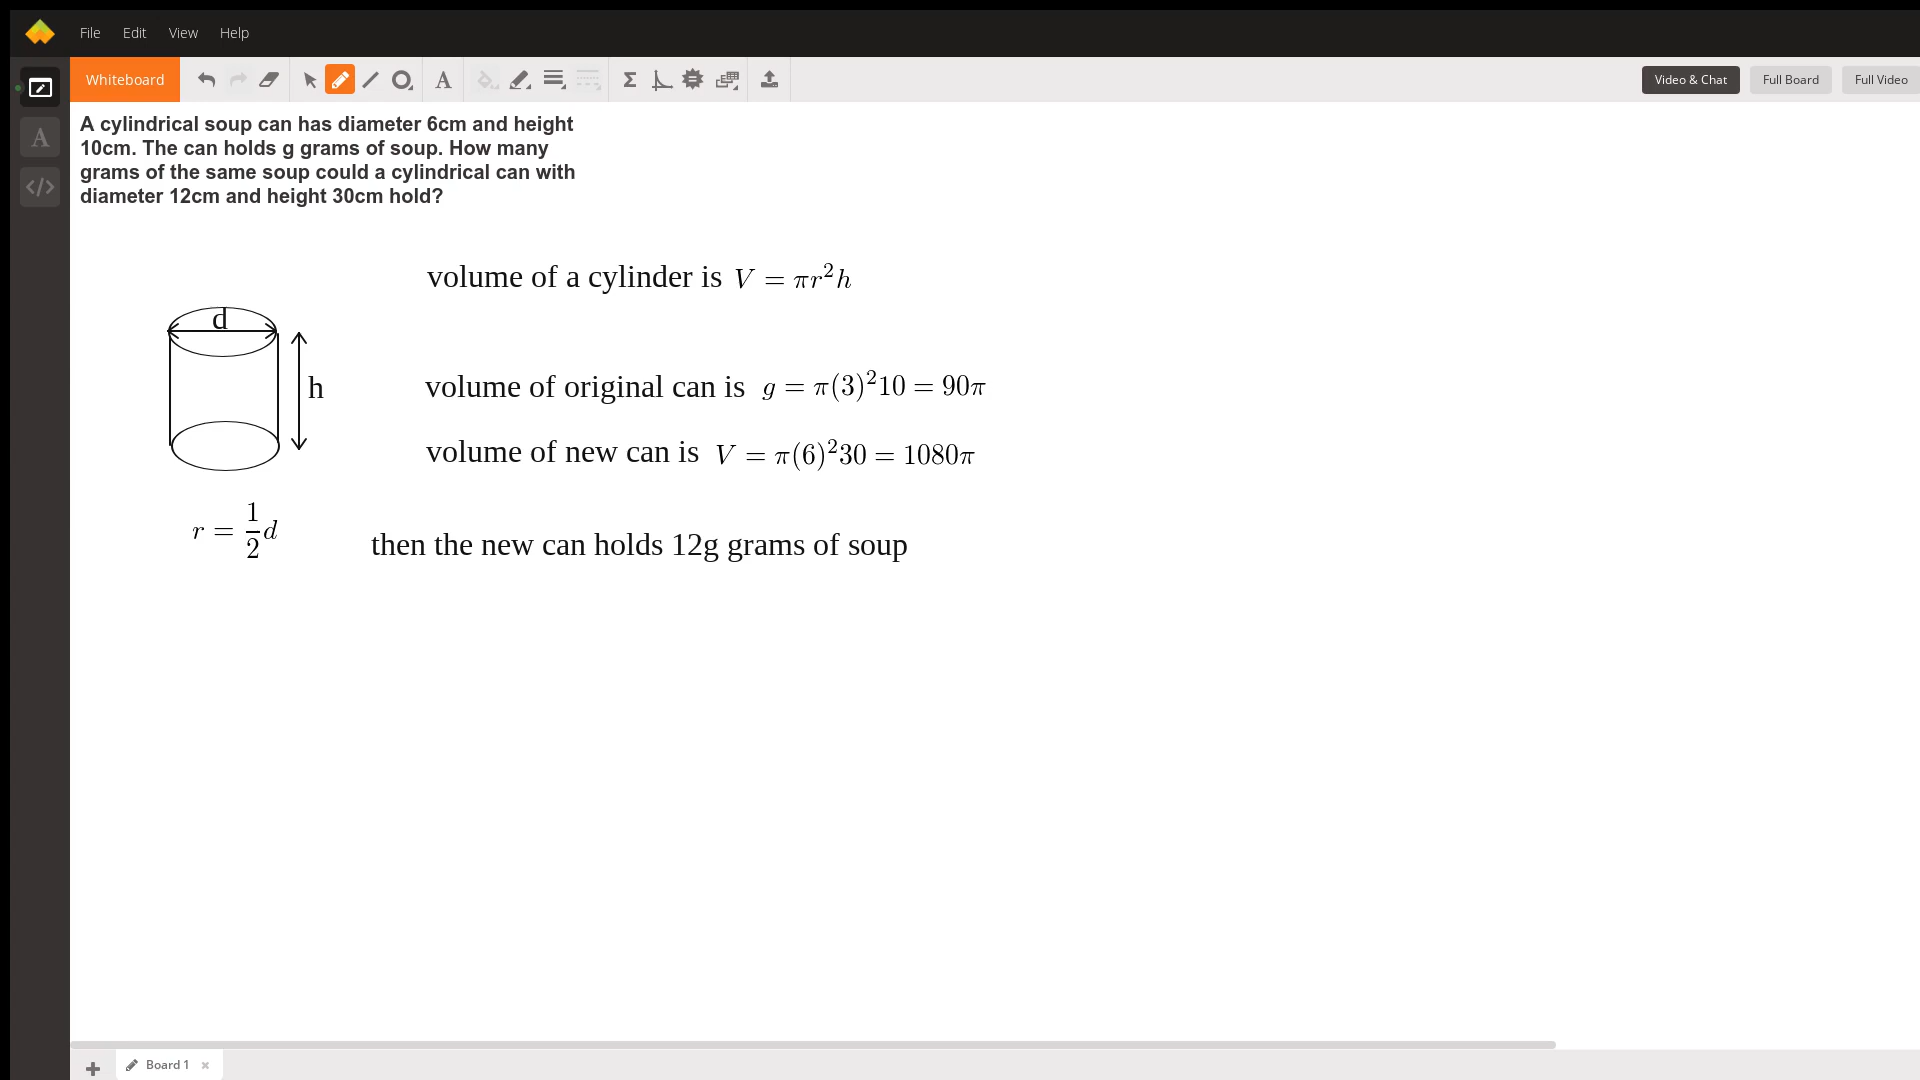 File Edit View Help
Whiteboard A Σ Video & Chat Full Board Full Video
A
</>
A cylindrical soup can has diameter 6cm and height
10cm. The can holds g grams of soup. How many
grams of the same soup could a cylindrical can with
diameter 12cm and height 30cm hold?
volume of a cylinder is V = πr²h
d
h
volume of original can is g = π(3)²10 = 90π
volume of new can is V = π(6)²30 = 1080π
r = 1/2 d
then the new can holds 12g grams of soup
Board 1